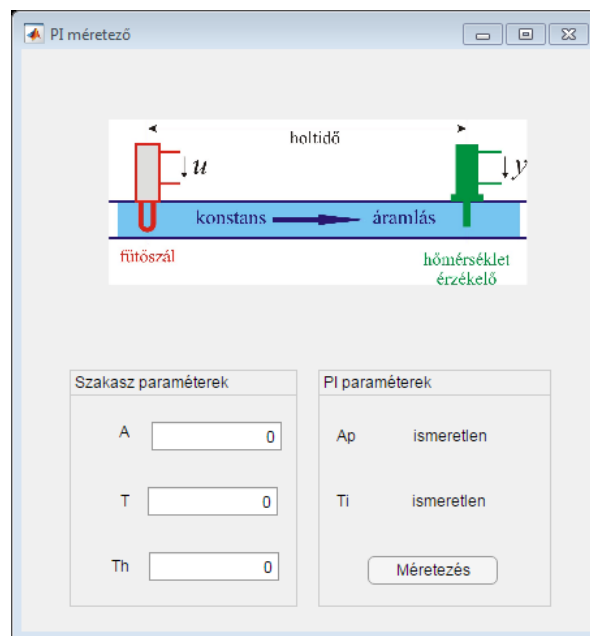 PI méretező
holtidő
u
y
konstans áramlás
fűtőszál
hőmérséklet
érzékelő
Szakasz paraméterek
A 0
T 0
Th 0
PI paraméterek
Ap ismeretlen
Ti ismeretlen
Méretezés